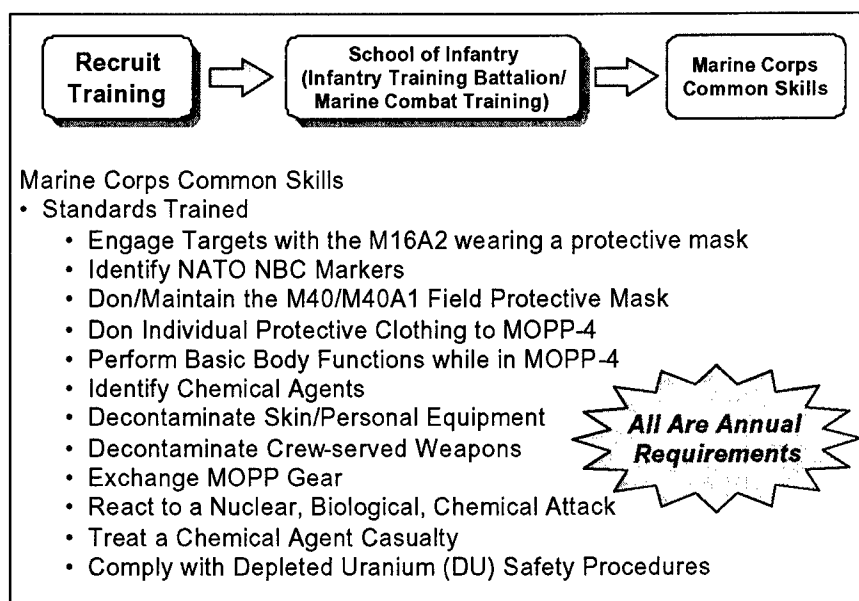 Recruit
Training
School of Infantry
(Infantry Training Battalion/
Marine Combat Training)
Marine Corps
Common Skills
Marine Corps Common Skills
• Standards Trained
• Engage Targets with the M16A2 wearing a protective mask
• Identify NATO NBC Markers
• Don/Maintain the M40/M40A1 Field Protective Mask
• Don Individual Protective Clothing to MOPP-4
• Perform Basic Body Functions while in MOPP-4
• Identify Chemical Agents
• Decontaminate Skin/Personal Equipment
• Decontaminate Crew-served Weapons
• Exchange MOPP Gear
• React to a Nuclear, Biological, Chemical Attack
• Treat a Chemical Agent Casualty
• Comply with Depleted Uranium (DU) Safety Procedures
All Are Annual
Requirements